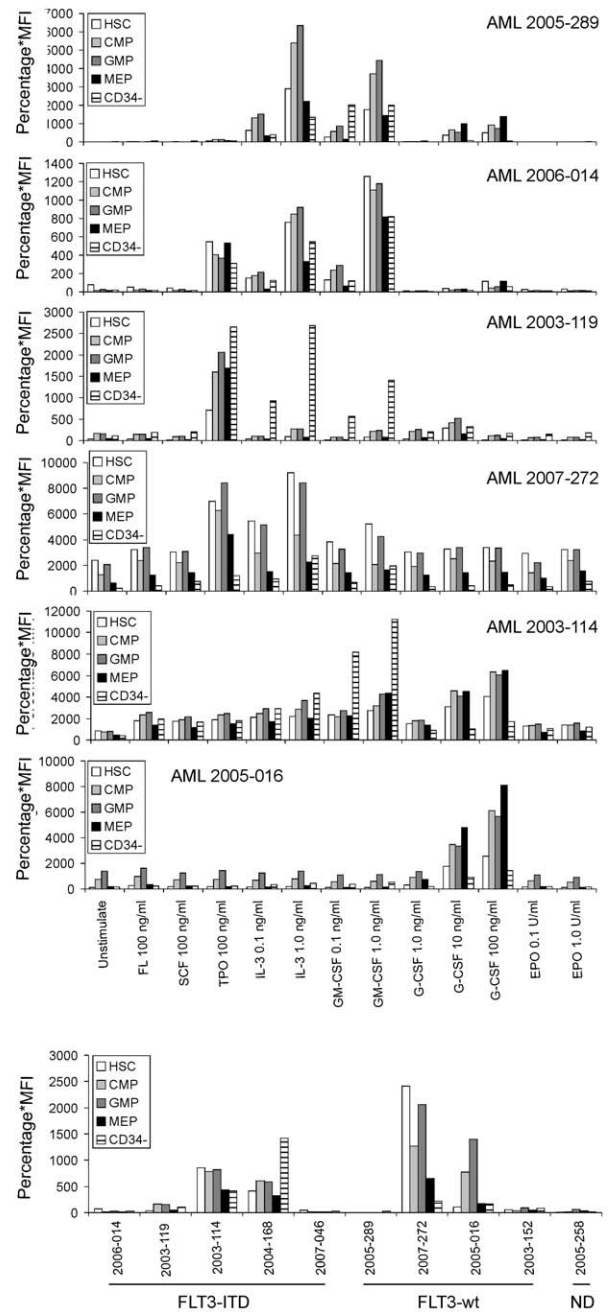 AML 2005-289
Percentage*MFI
7000
6000
5000
4000
3000
2000
1000
0
HSC
CMP
GMP
MEP
CD34-
AML 2006-014
Percentage*MFI
1400
1200
1000
800
600
400
200
0
HSC
CMP
GMP
MEP
CD34-
AML 2003-119
Percentage*MFI
3000
2500
2000
1500
1000
500
0
HSC
CMP
GMP
MEP
CD34-
AML 2007-272
Percentage*MFI
10000
8000
6000
4000
2000
0
HSC
CMP
GMP
MEP
CD34-
AML 2003-114
Percentage*MFI
12000
10000
8000
6000
4000
2000
0
HSC
CMP
GMP
MEP
CD34-
AML 2005-016
Percentage*MFI
10000
8000
6000
4000
2000
0
HSC
CMP
GMP
MEP
CD34-
Unstimulate
FL 100 ng/ml
SCF 100 ng/ml
TPO 100 ng/ml
IL-3 0.1 ng/ml
IL-3 1.0 ng/ml
GM-CSF 0.1 ng/ml
GM-CSF 1.0 ng/ml
G-CSF 1.0 ng/ml
G-CSF 10 ng/ml
G-CSF 100 ng/ml
EPO 0.1 U/ml
EPO 1.0 U/ml
Percentage*MFI
3000
2500
2000
1500
1000
500
0
HSC
CMP
GMP
MEP
CD34-
2006-014
2003-119
2003-114
2004-168
2007-046
2005-289
2007-272
2005-016
2003-152
2005-258
FLT3-ITD
FLT3-wt
ND